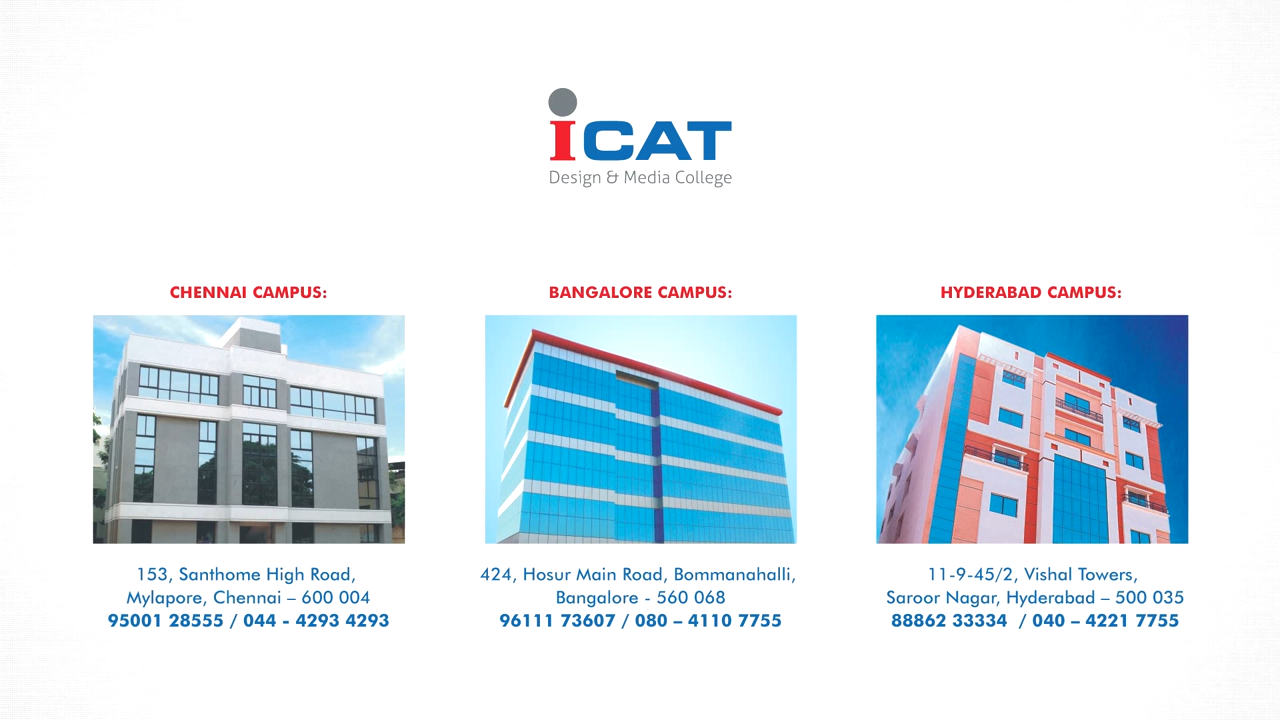 iCAT
Design & Media College
CHENNAI CAMPUS:
153, Santhome High Road,
Mylapore, Chennai – 600 004
95001 28555 / 044 - 4293 4293
BANGALORE CAMPUS:
424, Hosur Main Road, Bommanahalli,
Bangalore - 560 068
96111 73607 / 080 – 4110 7755
HYDERABAD CAMPUS:
11-9-45/2, Vishal Towers,
Saroor Nagar, Hyderabad – 500 035
88862 33334 / 040 – 4221 7755